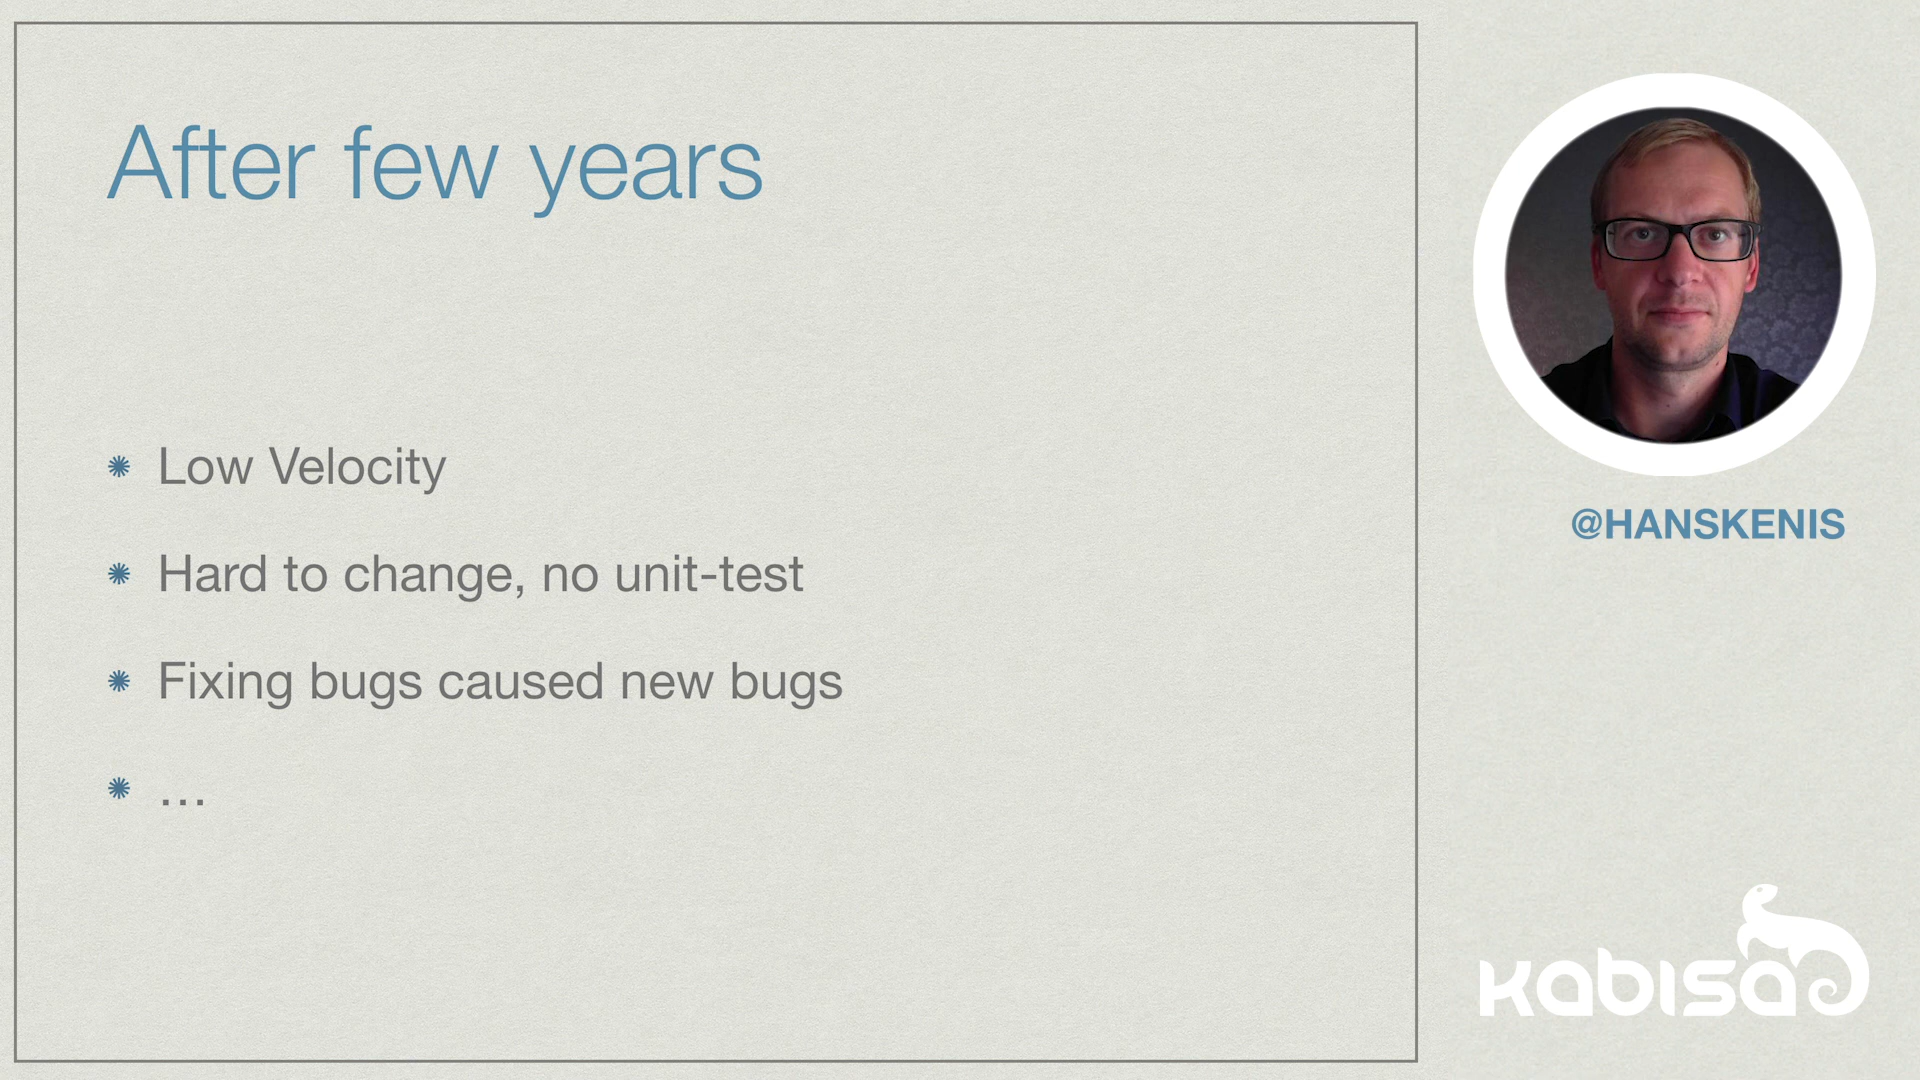 After few years
Low Velocity
Hard to change, no unit-test
Fixing bugs caused new bugs
…
@HANSKENIS
kabisa